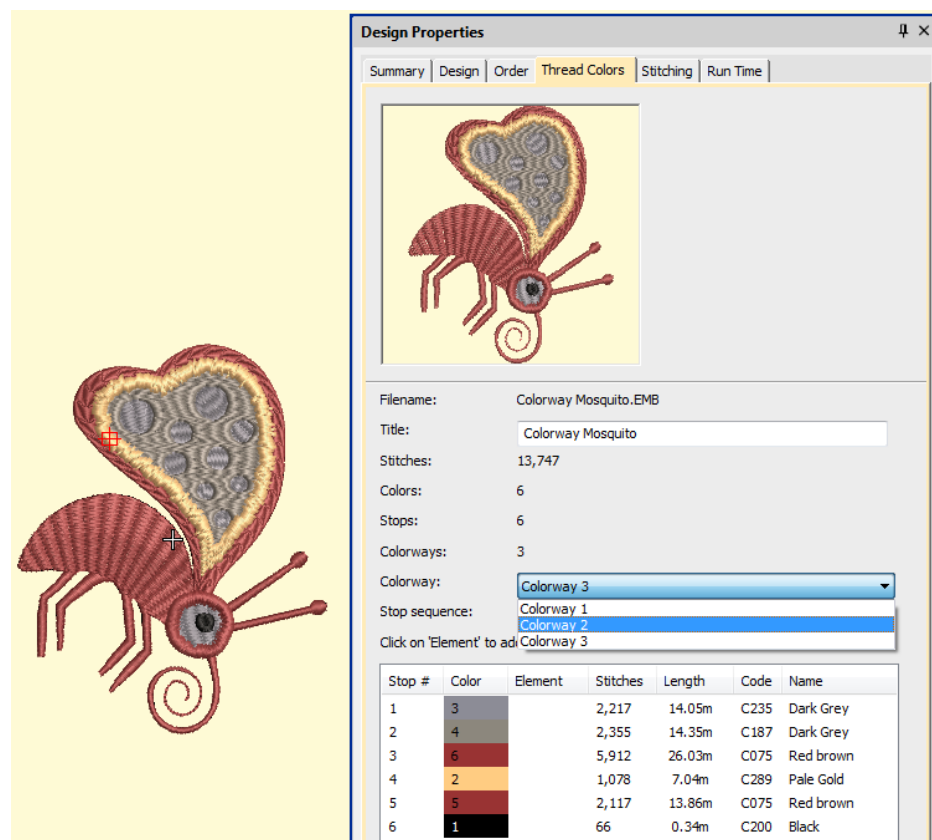 Design Properties
Summary Design Order Thread Colors Stitching Run Time
Filename: Colorway Mosquito.EMB
Title: Colorway Mosquito
Stitches: 13,747
Colors: 6
Stops: 6
Colorways: 3
Colorway: Colorway 3
Stop sequence: Colorway 1
Colorway 2
Click on 'Element' to Colorway 3
Stop # Color Element Stitches Length Code Name
1 3 2,217 14.05m C235 Dark Grey
2 4 2,355 14.35m C187 Dark Grey
3 6 5,912 26.03m C075 Red brown
4 2 1,078 7.04m C289 Pale Gold
5 5 2,117 13.86m C075 Red brown
6 1 66 0.34m C200 Black